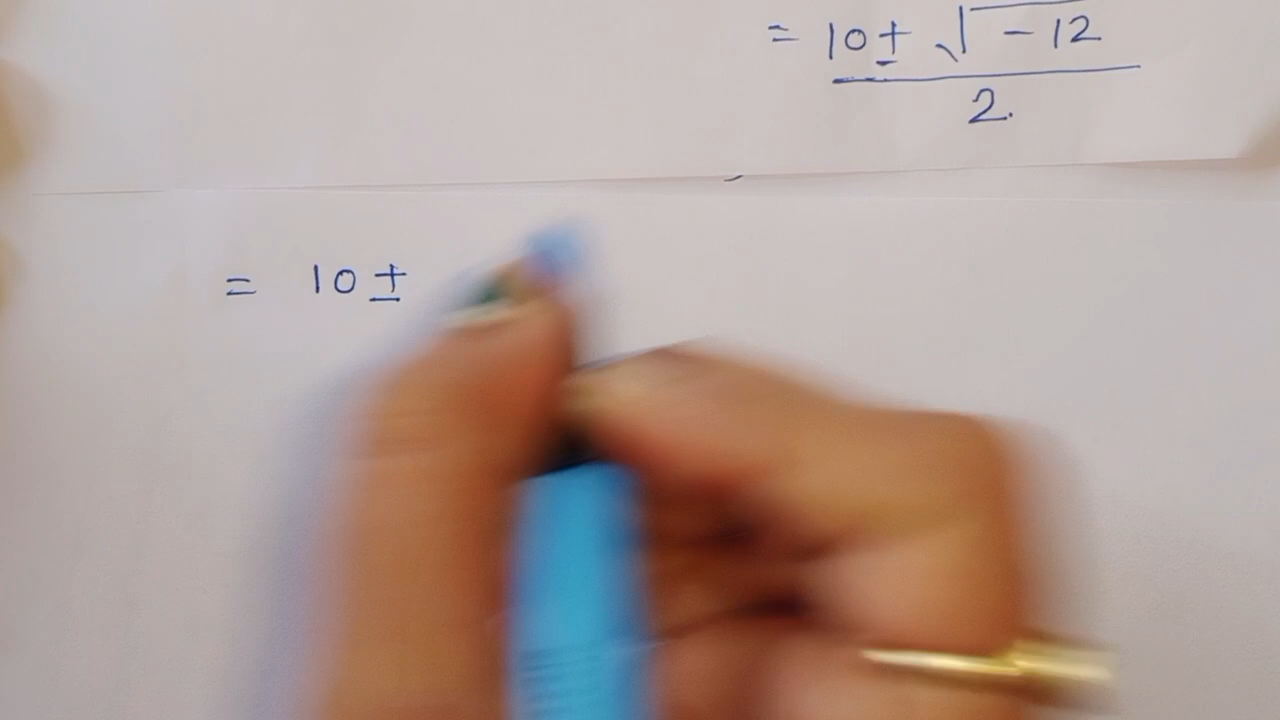 = 10 ± √-12
2.
= 10 ±